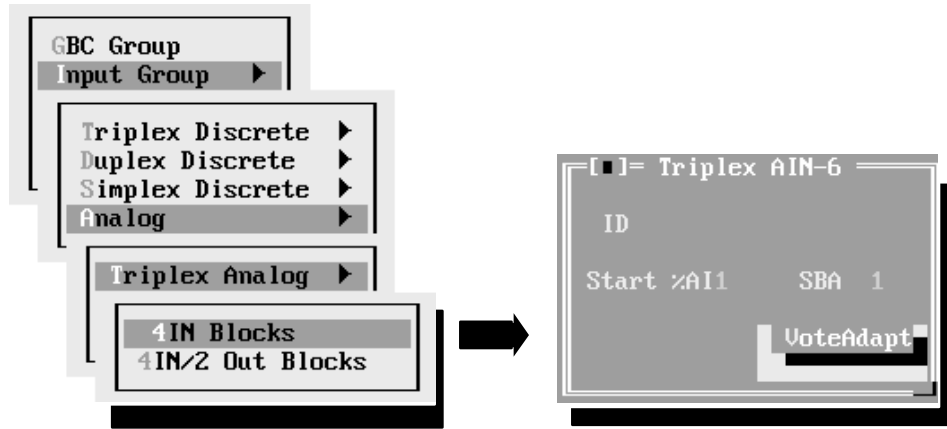 GBC Group
Input Group ►
Triplex Discrete ►
Duplex Discrete ►
Simplex Discrete ►
Analog ►
Triplex Analog ►
4IN Blocks
4IN/2 Out Blocks
[■]= Triplex AIN-6
ID
Start %AI1 SBA 1
VoteAdapt